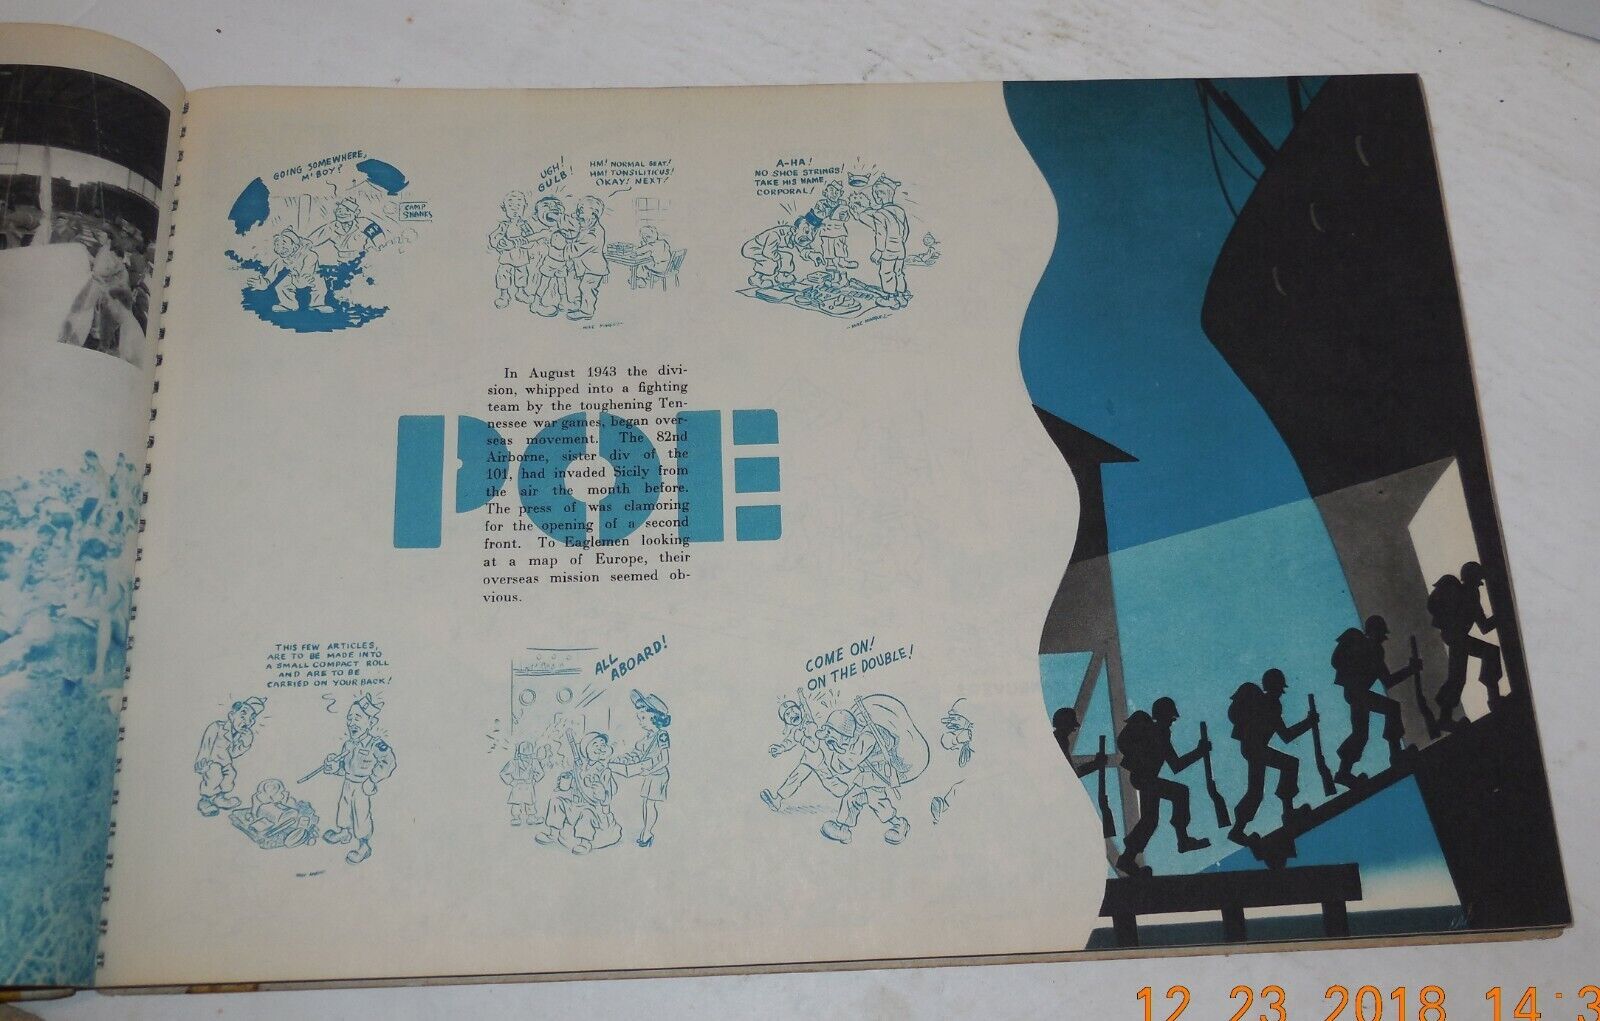 GOING SOMEWHERE,
M'BOY?
CAMP
SHANKS
MP
UGH!
GULB!
HM! NORMAL BEAT!
HM! TONSILITICUS!
OKAY! NEXT!
A-HA!
NO SHOE STRINGS!
TAKE HIS NAME,
CORPORAL!
POE
In August 1943 the divi-
sion, whipped into a fighting
team by the toughening Ten-
nessee war games, began over-
seas movement. The 82nd
Airborne, sister div of the
101, had invaded Sicily from
the air the month before.
The press of was clamoring
for the opening of a second
front. To Eaglemen looking
at a map of Europe, their
overseas mission seemed ob-
vious.
THIS FEW ARTICLES,
ARE TO BE MADE INTO
A SMALL COMPACT ROLL
AND ARE TO BE
CARRIED ON YOUR BACK!
ALL
ABOARD!
COME ON!
ON THE DOUBLE!
12 23 2018 14:3